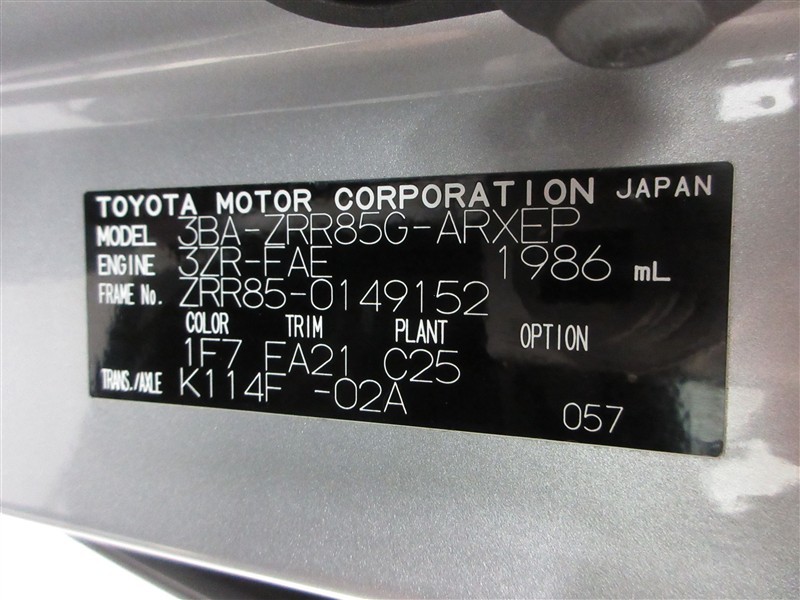 TOYOTA MOTOR CORPORATION JAPAN
MODEL 3BA-ZRR85G-ARXEP
ENGINE 3ZR-FAE 1986 mL
FRAME No. ZRR85-0149152
COLOR TRIM PLANT OPTION
1F7 FA21 C25
TRANS./AXLE K114F -02A
057